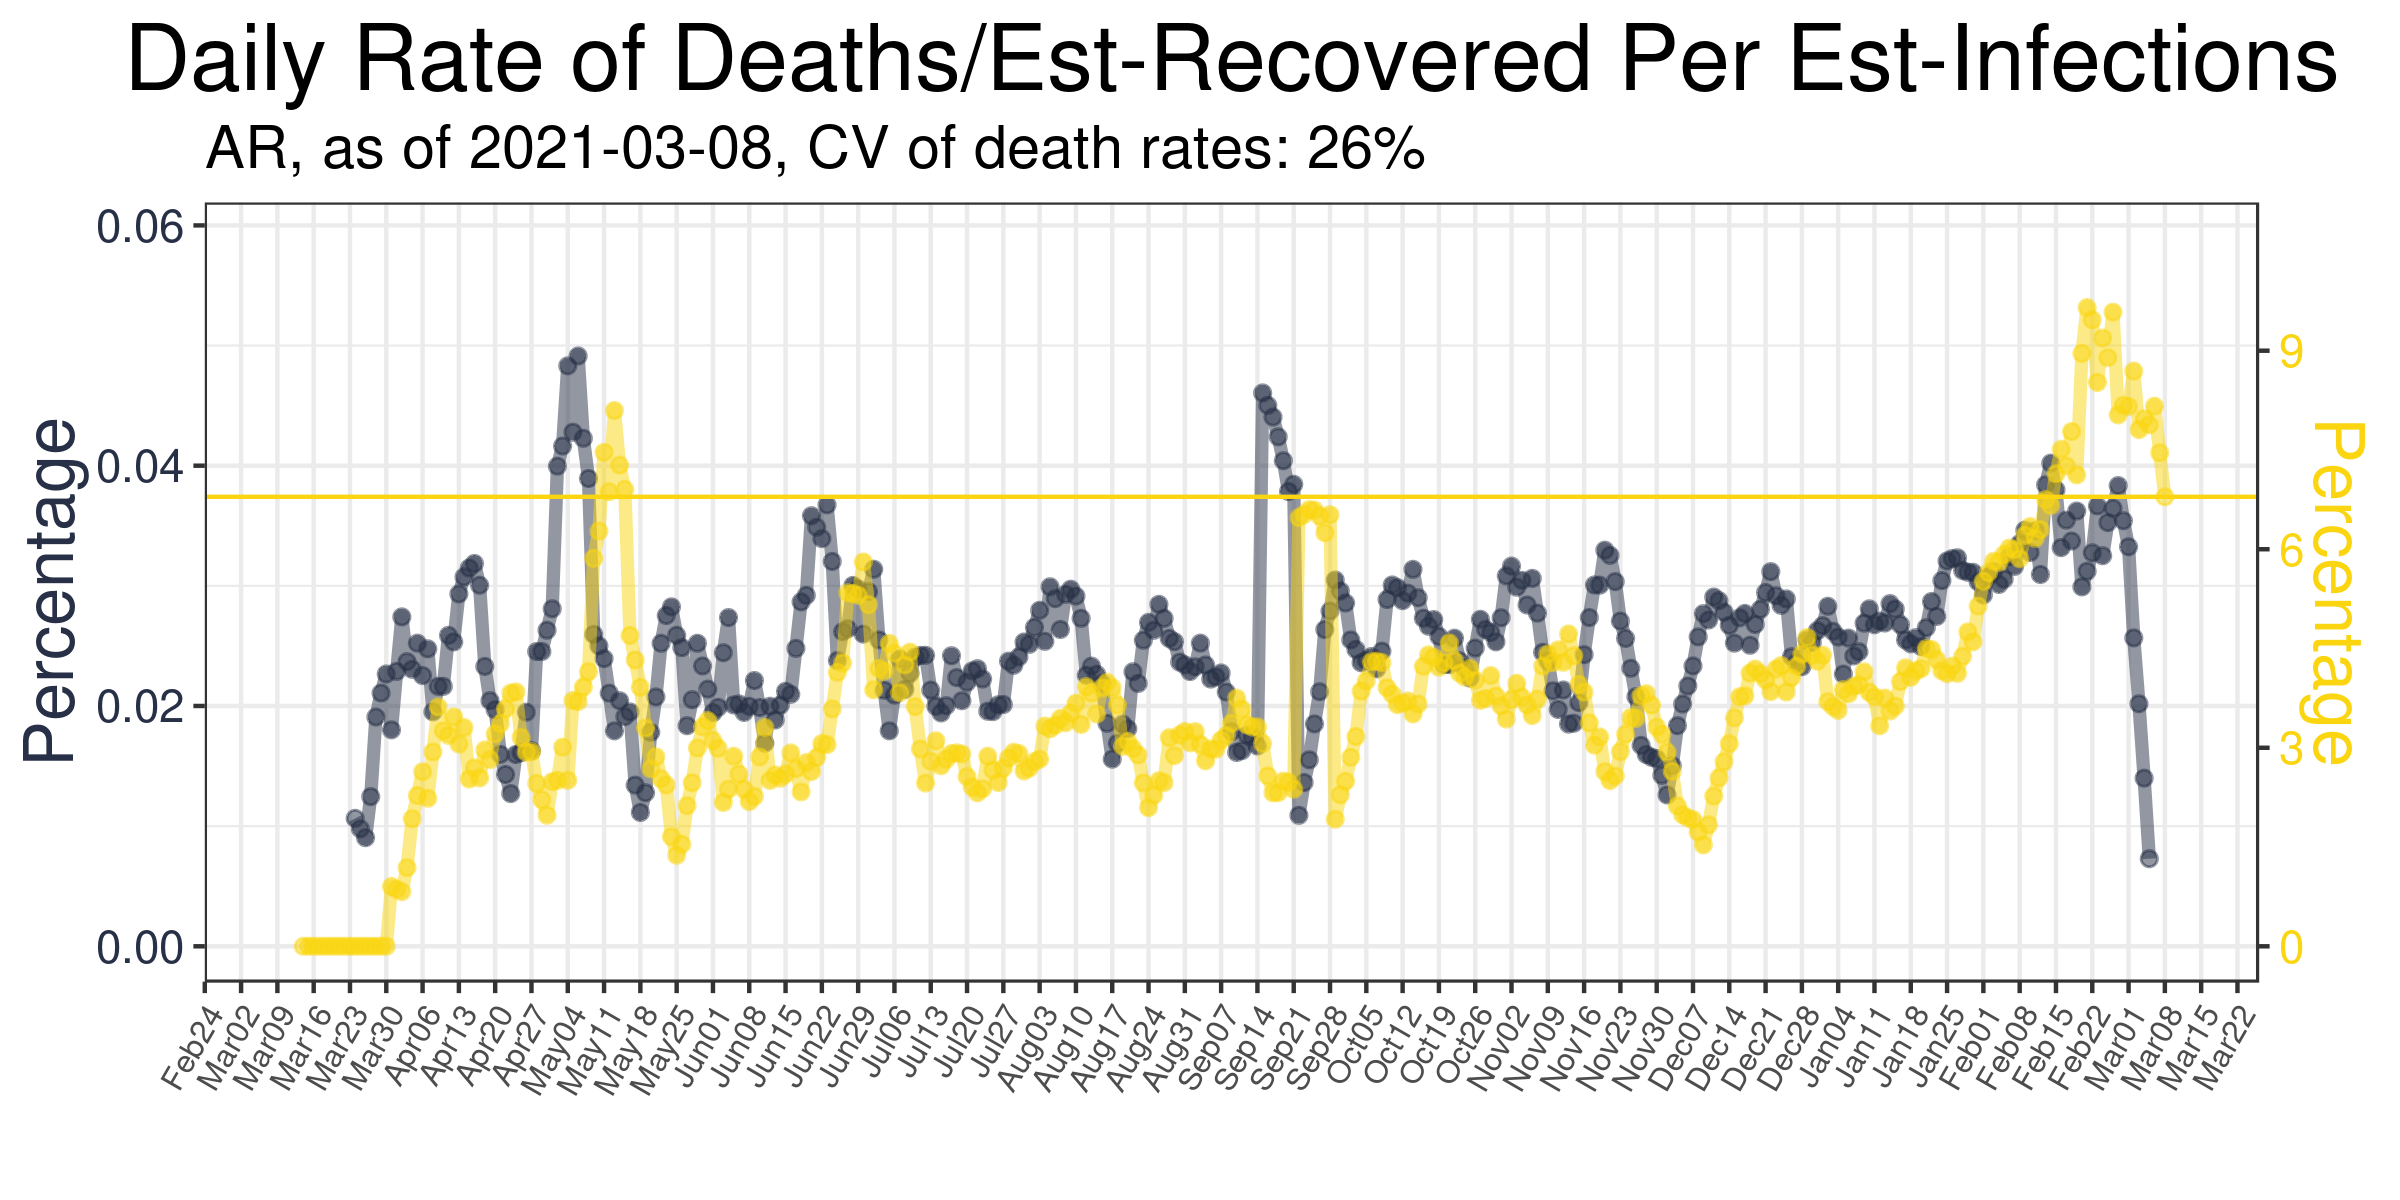 Daily Rate of Deaths/Est-Recovered Per Est-Infections
AR, as of 2021-03-08, CV of death rates: 26%
Percentage
0.06
0.04
0.02
0.00
9
6
3
0
Percentage
Feb24
Mar02
Mar09
Mar16
Mar23
Mar30
Apr06
Apr13
Apr20
Apr27
May04
May11
May18
May25
Jun01
Jun08
Jun15
Jun22
Jun29
Jul06
Jul13
Jul20
Jul27
Aug03
Aug10
Aug17
Aug24
Aug31
Sep07
Sep14
Sep21
Sep28
Oct05
Oct12
Oct19
Oct26
Nov02
Nov09
Nov16
Nov23
Nov30
Dec07
Dec14
Dec21
Dec28
Jan04
Jan11
Jan18
Jan25
Feb01
Feb08
Feb15
Feb22
Mar01
Mar08
Mar15
Mar22